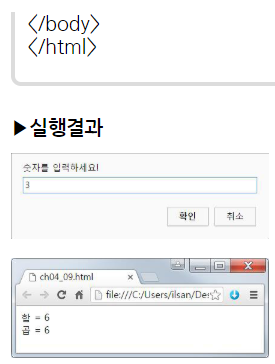 </body>
</html>
▶실행결과
숫자를 입력하세요!
3
확인
취소
ch04_09.html
file:///C:/Users/ilsan/Des
합 = 6
곱 = 6